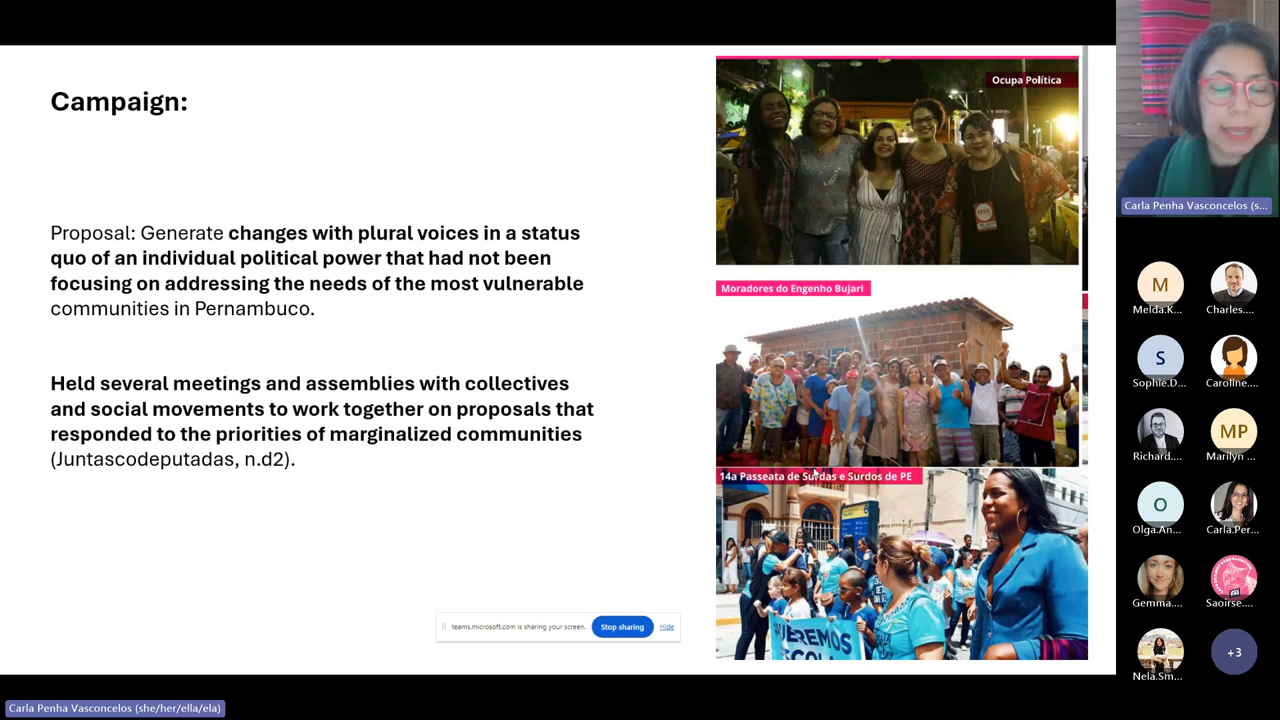 Campaign:
Proposal: Generate changes with plural voices in a status
quo of an individual political power that had not been
focusing on addressing the needs of the most vulnerable
communities in Pernambuco.
Held several meetings and assemblies with collectives
and social movements to work together on proposals that
responded to the priorities of marginalized communities
(Juntascodeputadas, n.d2).
Ocupa Política
Moradores do Engenho Bujari
14a Passeata de Surdas e Surdos de PE
QUEREMOS
teams.microsoft.com is sharing your screen.
Stop sharing
Hide
Carla Penha Vasconcelos (s...
M
Melda.K...
Charles....
S
Sophie.D...
Caroline....
Richard....
MP
Marilyn ...
O
Olga.An...
Carla.Per...
Gemma....
Saoirse....
Nela.Sm...
+3
Carla Penha Vasconcelos (she/her/ella/ela)